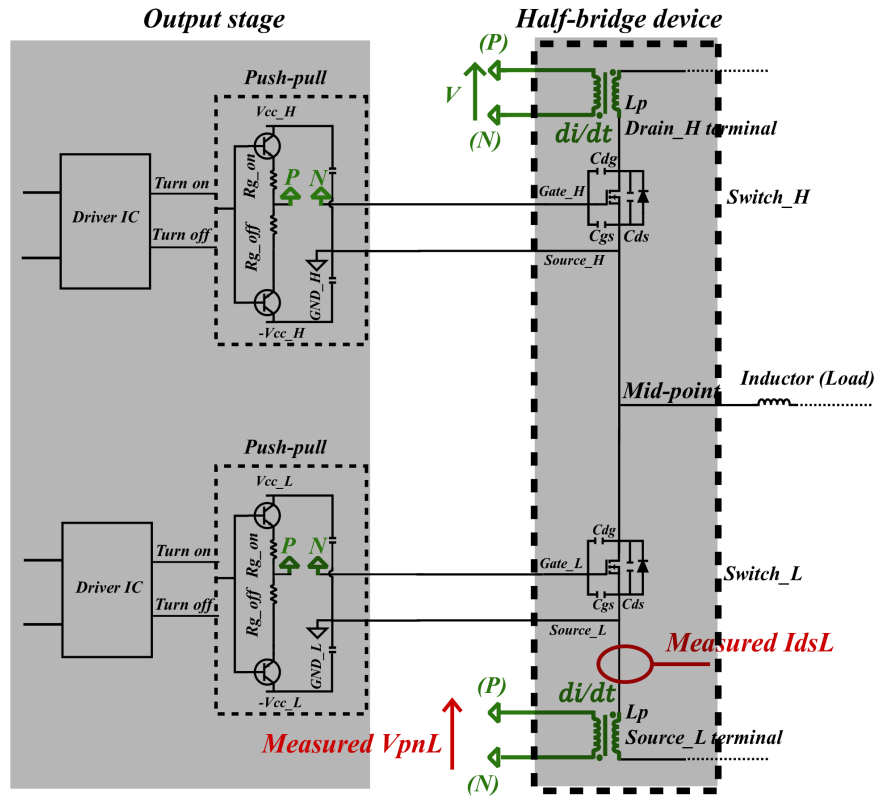 Output stage
Half-bridge device
Push-pull
Vcc_H
Rg_on
P N
Rg_off
GND_H
-Vcc_H
Turn on
Driver IC
Turn off
(P)
V
(N)
di/dt
Lp
Drain_H terminal
Cdg
Gate_H
Switch_H
Cgs Cds
Source_H
Mid-point
Inductor (Load)
Push-pull
Vcc_L
Rg_on
P N
Rg_off
GND_L
-Vcc_L
Turn on
Driver IC
Turn off
Cdg
Gate_L
Switch_L
Cgs Cds
Source_L
Measured IdsL
(P)
di/dt
Lp
Measured VpnL
Source_L terminal
(N)